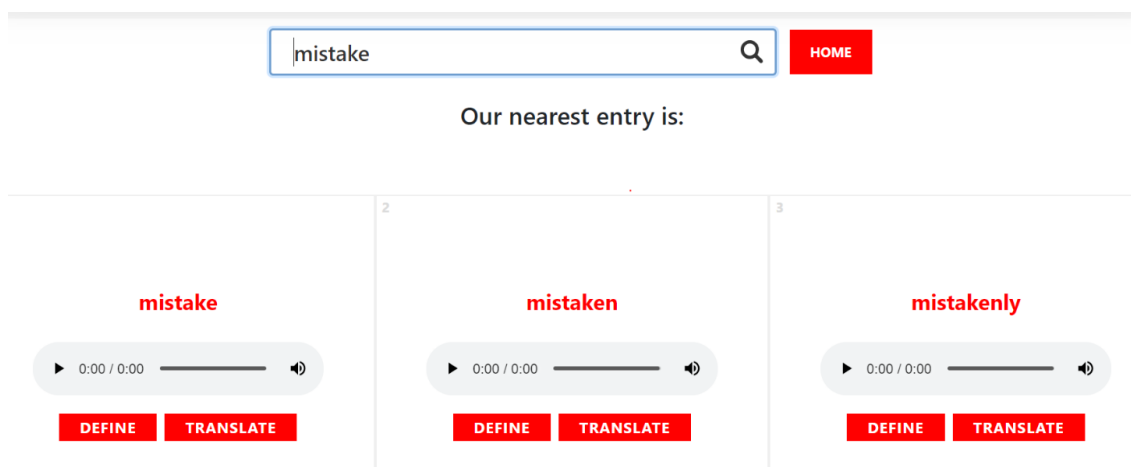 mistake
HOME
Our nearest entry is:
2
3
mistake
mistaken
mistakenly
0:00 / 0:00
0:00 / 0:00
0:00 / 0:00
DEFINE TRANSLATE
DEFINE TRANSLATE
DEFINE TRANSLATE